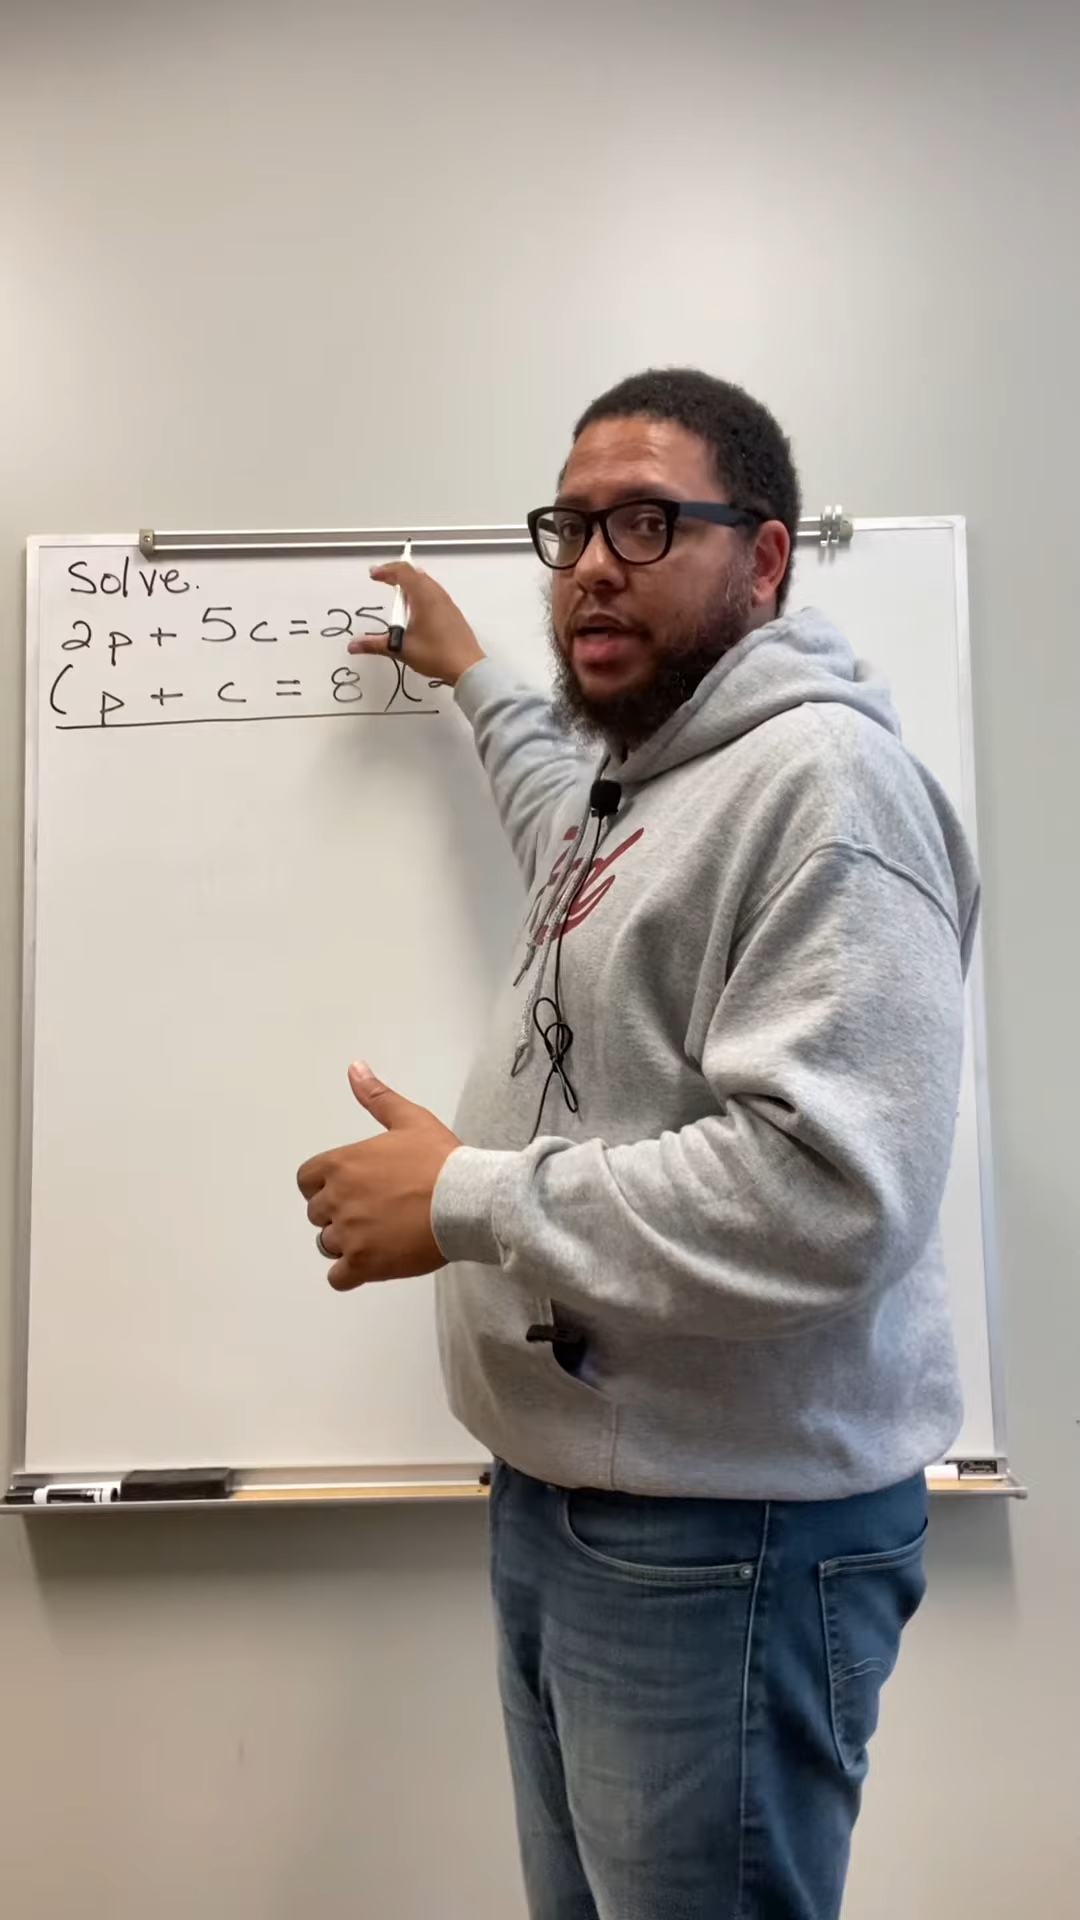 Solve.
2p + 5c = 25
(p + c = 8)(